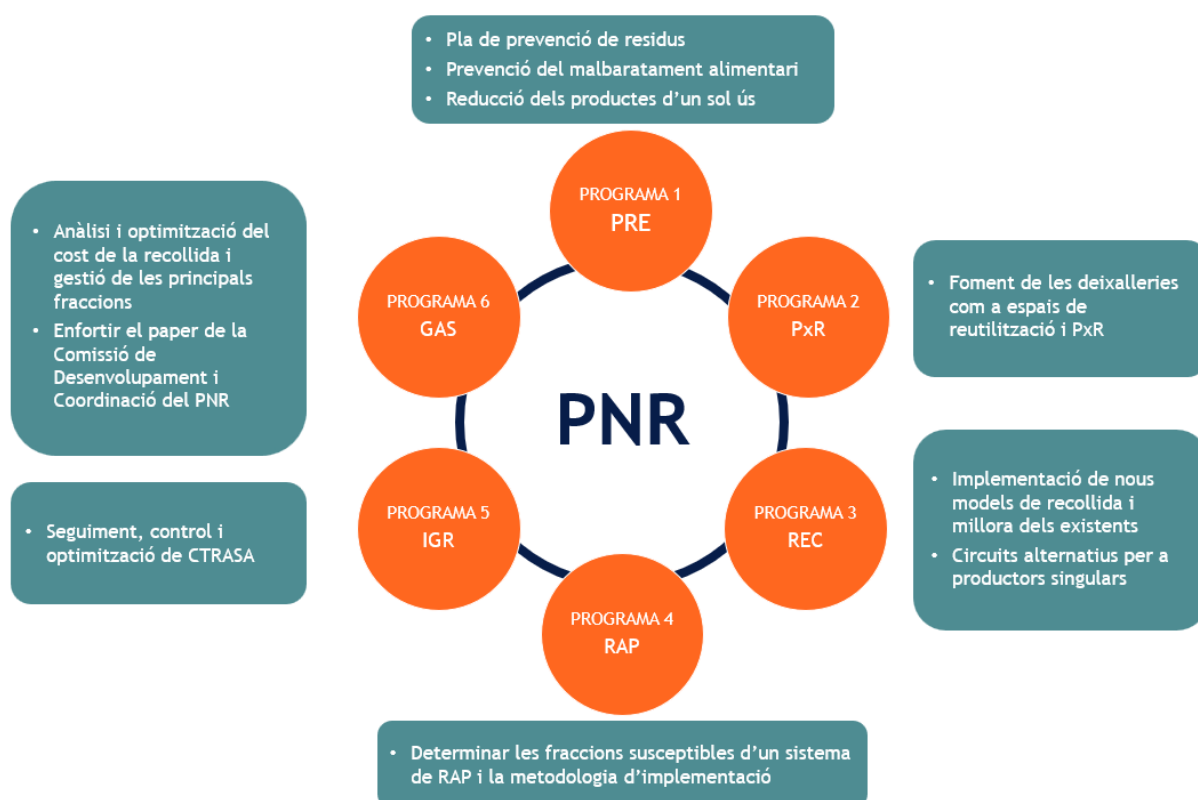 • Pla de prevenció de residus
• Prevenció del malbaratament alimentari
• Reducció dels productes d’un sol ús
PROGRAMA 1
PRE
• Anàlisi i optimització del
cost de la recollida i
gestió de les principals
fraccions
• Enfortir el paper de la
Comissió de
Desenvolupament i
Coordinació del PNR
PROGRAMA 6
GAS
PROGRAMA 2
PxR
• Foment de les deixalleries
com a espais de
reutilització i PxR
PNR
• Seguiment, control i
optimització de CTRASA
PROGRAMA 5
IGR
PROGRAMA 3
REC
• Implementació de nous
models de recollida i
millora dels existents
• Circuits alternatius per a
productors singulars
PROGRAMA 4
RAP
• Determinar les fraccions susceptibles d’un sistema
de RAP i la metodologia d’implementació